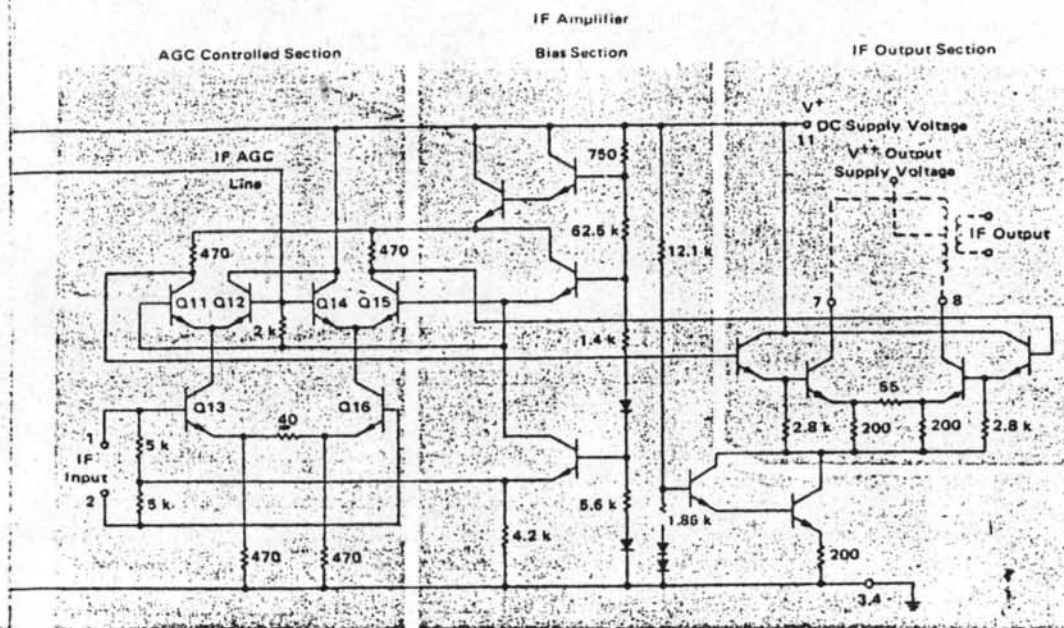 IF Amplifier
AGC Controlled Section
Bias Section
IF Output Section
V+
DC Supply Voltage
11
V++ Output
Supply Voltage
IF AGC
Line
750
470
470
62.5 k
12.1 k
IF Output
Q11 Q12
Q14 Q15
7
8
2 k
1.4 k
Q13
Q16
40
55
1
5 k
IF
Input
2
5 k
2.8 k
200
200
2.8 k
4.2 k
5.6 k
1.86 k
470
470
200
3,4